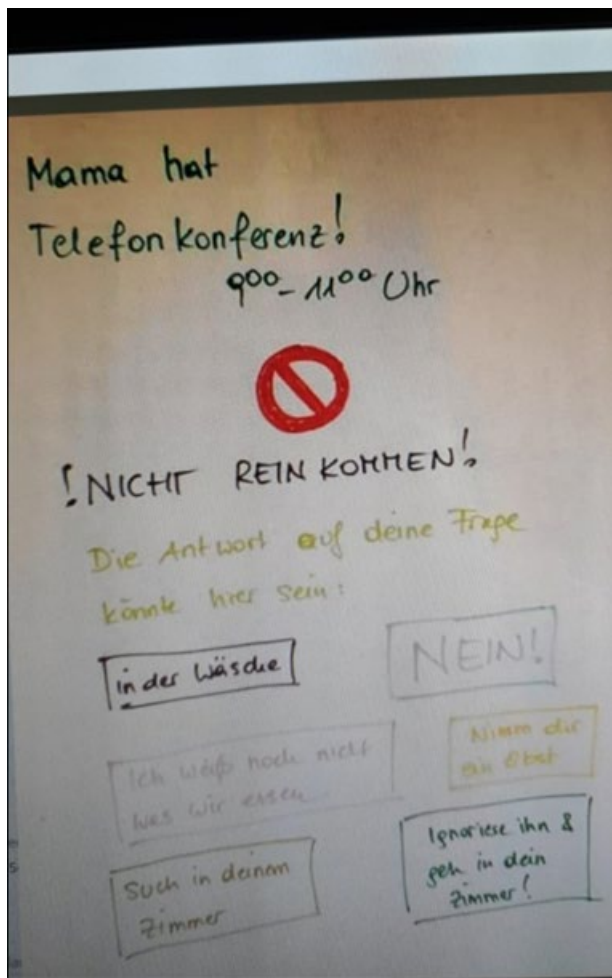 Mama hat
Telefonkonferenz!
9⁰⁰ - 11⁰⁰ Uhr
! NICHT REIN KOMMEN!
Die Antwort auf deine Frage
könnte hier sein:
in der Wäsche
NEIN!
Ich weiß noch nicht
was wir essen
Nimm dir
ein Obst
Such in deinem
Zimmer
Ignoriere ihn &
geh in dein
Zimmer!